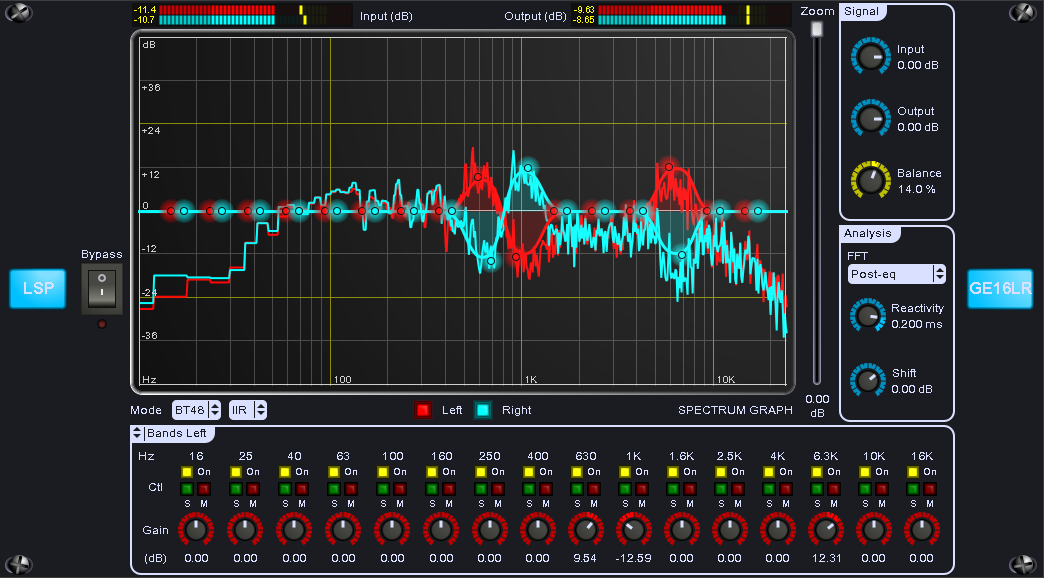 -11.4
-10.7
Input (dB)
Output (dB)
-9.63
-8.65
Zoom
Signal
dB
+36
+24
+12
0
-12
-24
-36
Hz
100
1K
10K
Input
0.00 dB
Output
0.00 dB
Balance
14.0 %
Analysis
FFT
Post-eq
Reactivity
0.200 ms
Shift
0.00 dB
Bypass
LSP
GE16LR
0.00
dB
Mode
BT48
IIR
Left
Right
SPECTRUM GRAPH
Bands Left
Hz 16 25 40 63 100 160 250 400 630 1K 1.6K 2.5K 4K 6.3K 10K 16K
On On On On On On On On On On On On On On On On
Ctl
S M S M S M S M S M S M S M S M S M S M S M S M S M S M S M S M
Gain
(dB) 0.00 0.00 0.00 0.00 0.00 0.00 0.00 0.00 9.54 -12.59 0.00 0.00 0.00 12.31 0.00 0.00